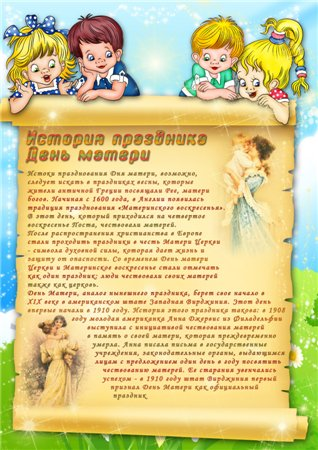 История праздника
День матери
Истоки празднования Дня матери, возможно,
следует искать в праздниках весны, которые
жители античной Греции посвящали Рее, матери
богов. Начиная с 1600 года, в Англии появилась
традиция празднования «Материнского воскресенья».
В этот день, который приходился на четвертое
воскресенье Поста, чествовали матерей.
После распространения христианства в Европе
стали проходить праздники в честь Матери Церкви
- символа духовной силы, которая дает жизнь и
защиту от опасности. Со временем День матери
Церкви и Материнское воскресенье стали отмечать
как один праздник: люди чествовали своих матерей
также как церковь.
День Матери, аналог нынешнего праздника, берет свое начало в
XIX веке в американском штате Западная Вирджиния. Этот день
впервые начали в 1910 году. История этого праздника такова: в 1908
году молодая американка Анна Джервис из Филадельфии
выступила с инициативой чествования матерей
в память о своей матери, которая преждевременно
умерла. Анна писала письма в государственные
учреждения, законодательные органы, выдающимся
лицам с предложением один день в году посвятить
чествованию матерей. Ее старания увенчались
успехом - в 1910 году штат Вирджиния первый
признал День Матери как официальный
праздник